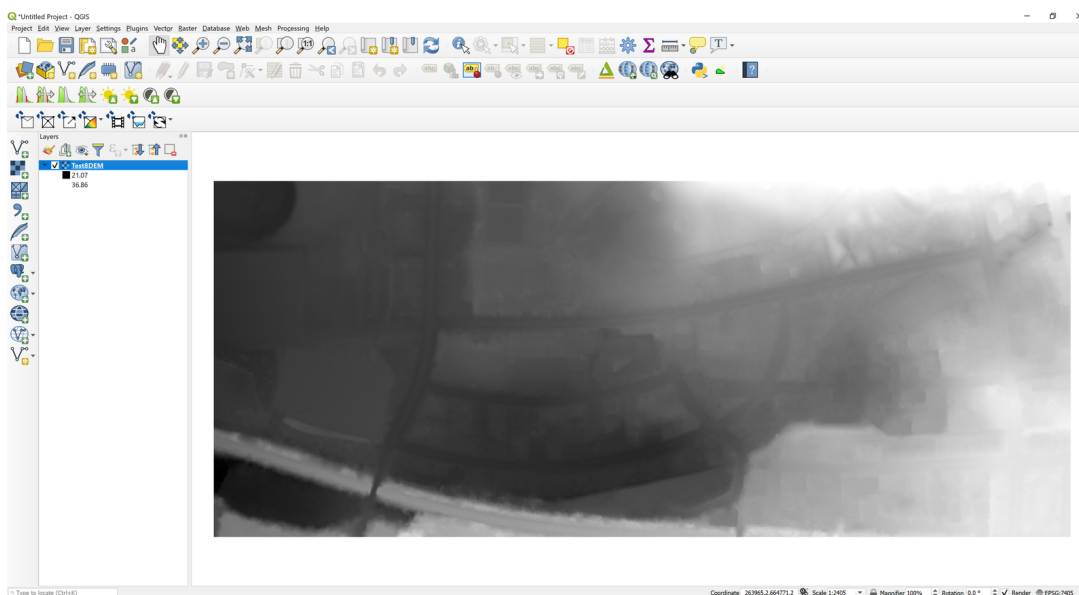 *Untitled Project - QGIS
Project Edit View Layer Settings Plugins Vector Raster Database Web Mesh Processing Help
Layers
Test8DEM
21.07
36.86
Type to locate (Ctrl+K)
Coordinate 263965.2,664771.2 Scale 1:2405 Magnifier 100% Rotation 0.0 ° Render EPSG:7405